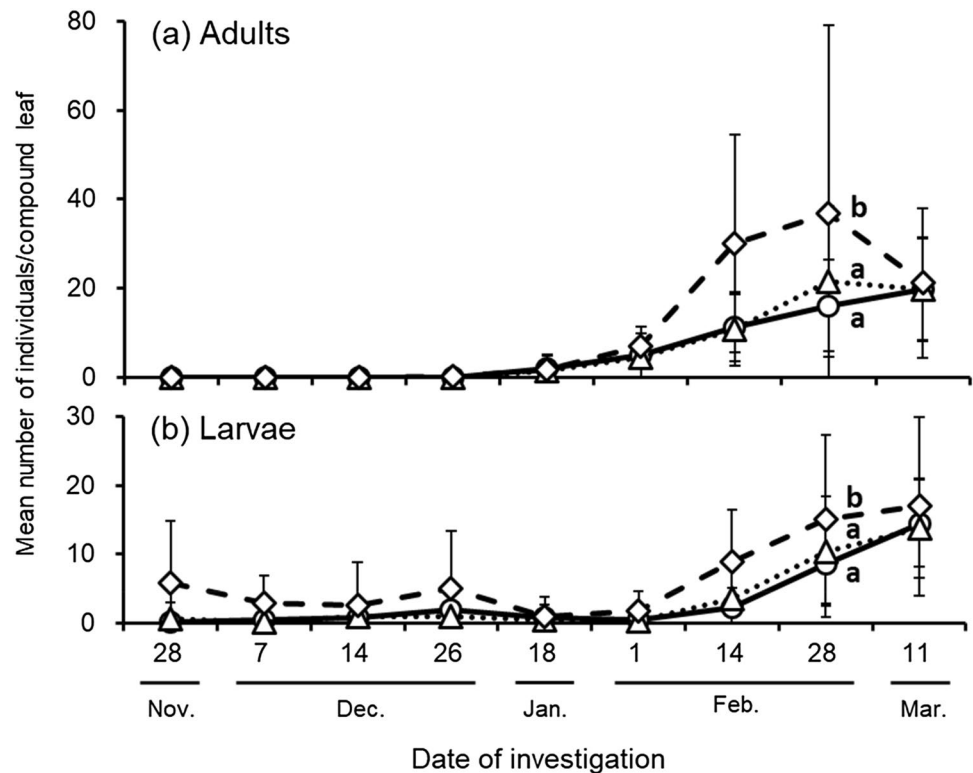 Mean number of individuals/compound leaf
(a) Adults
80
60
40
20
0
b
a
a
(b) Larvae
30
20
10
0
b
a
a
28 7 14 26 18 1 14 28 11
Nov. Dec. Jan. Feb. Mar.
Date of investigation